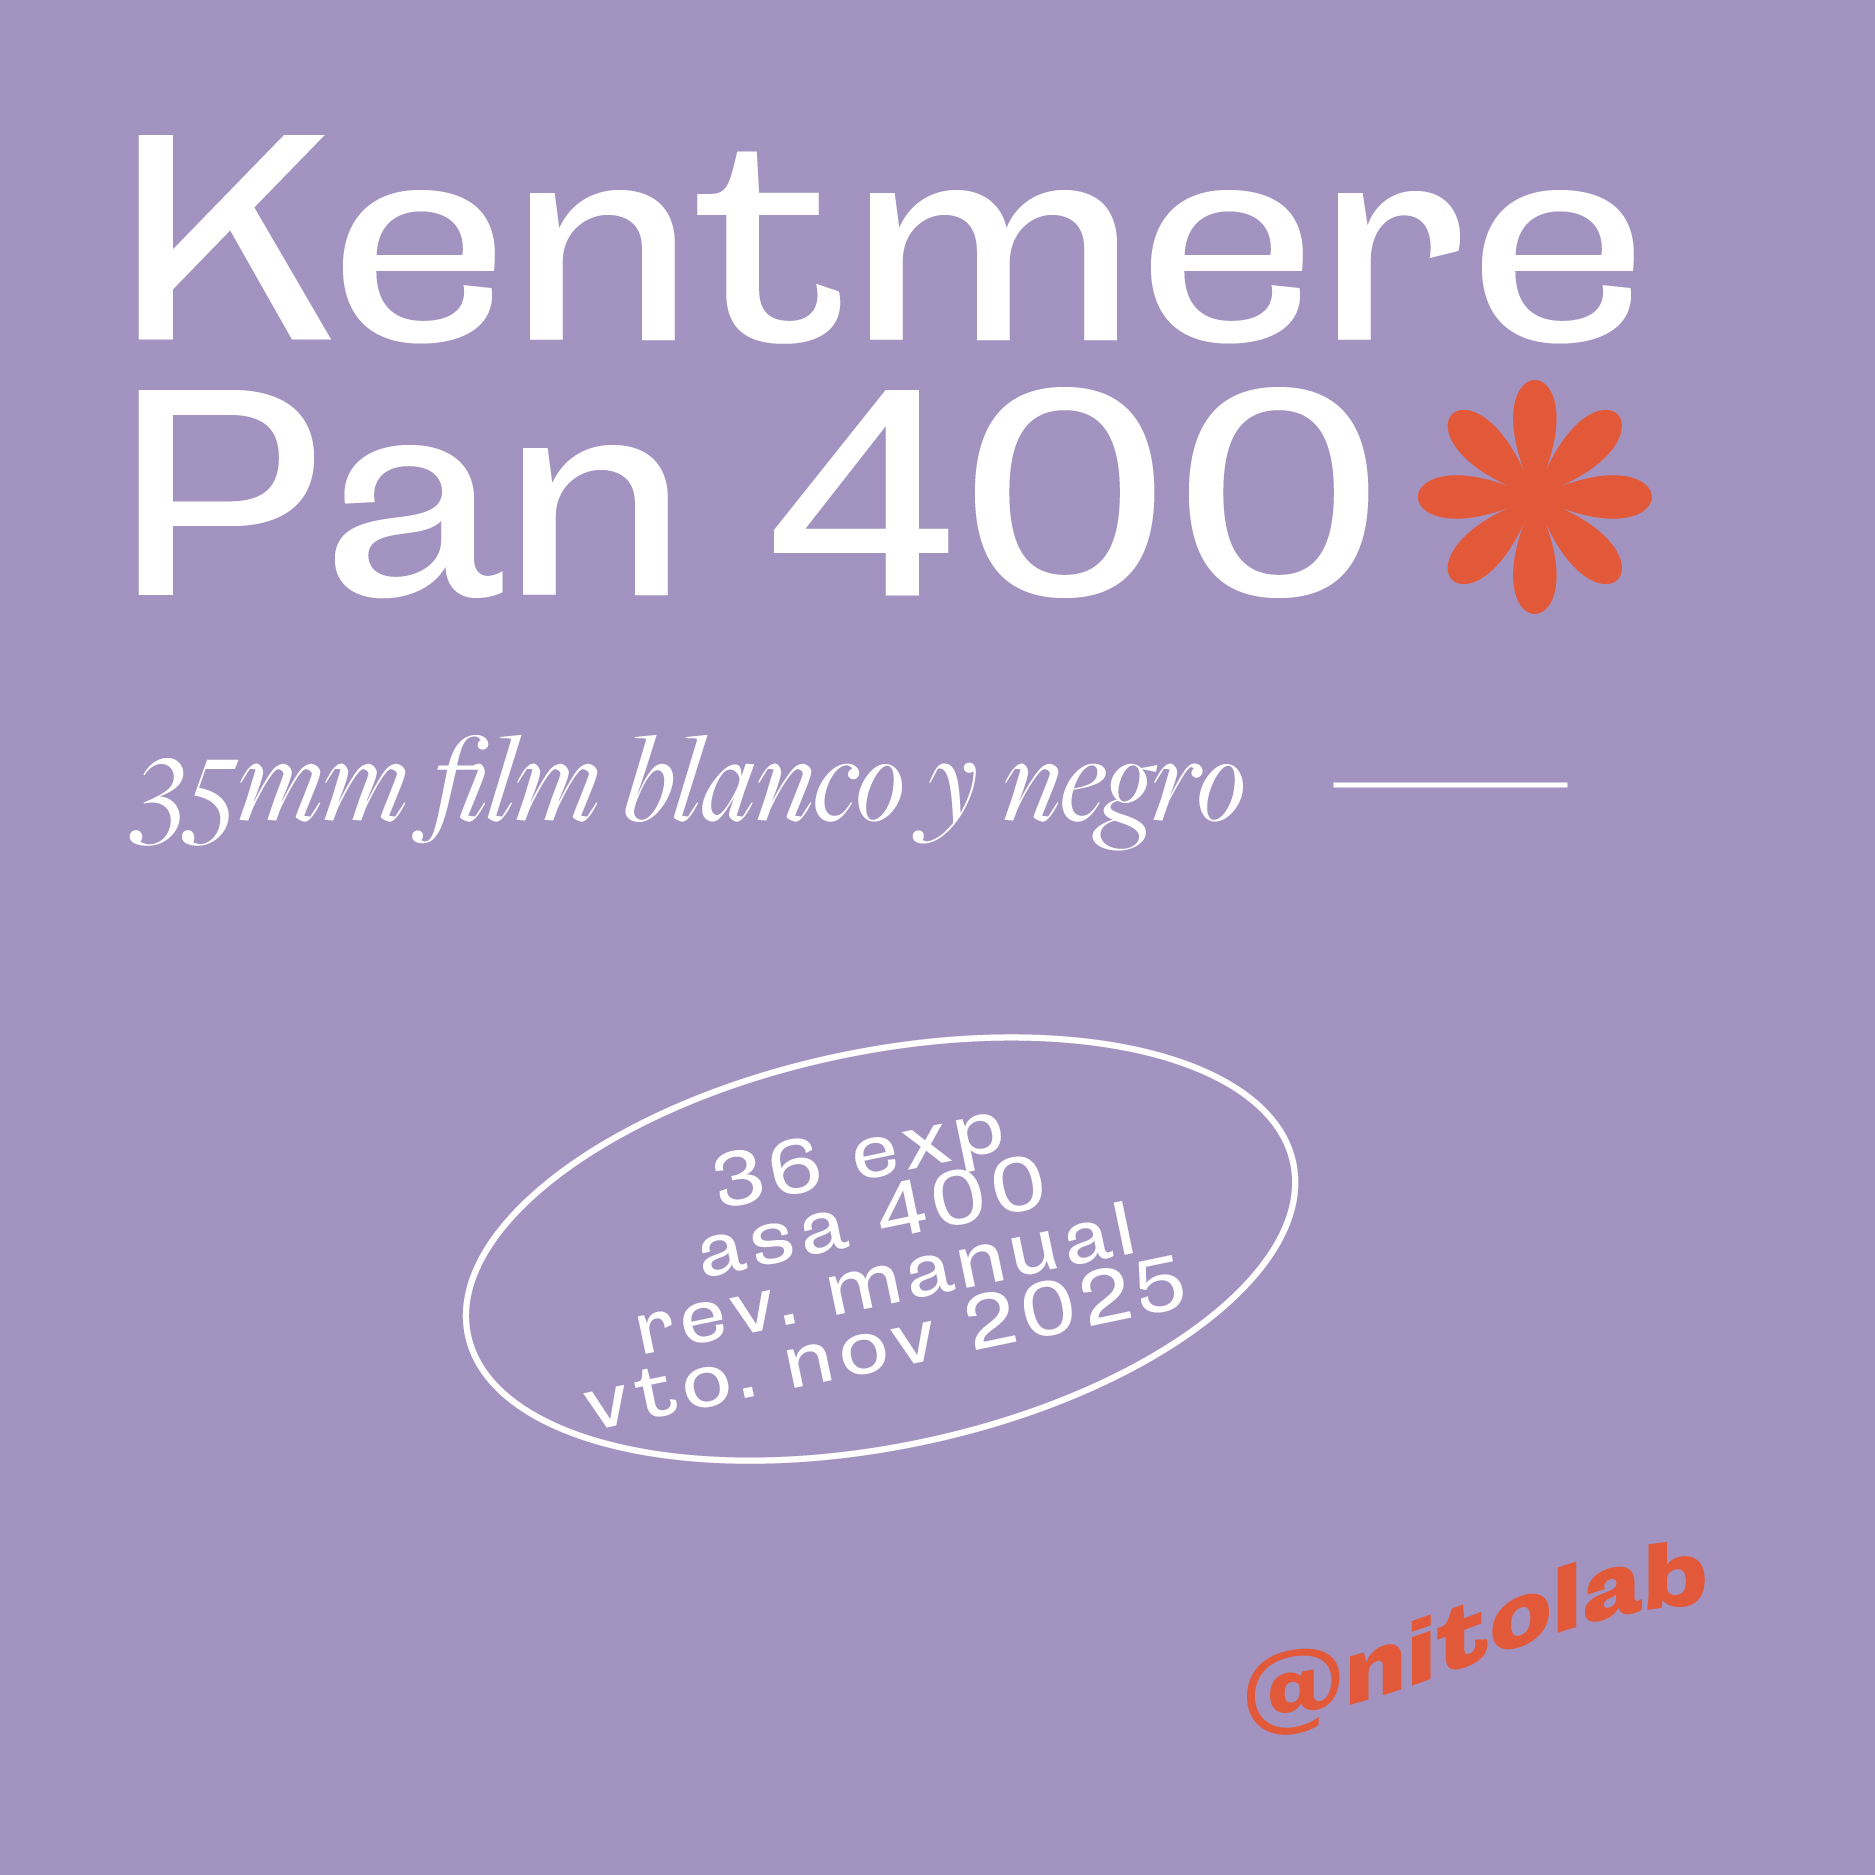 Kentmere
Pan 400
35mm film blanco y negro
36 exp
asa 400
rev. manual
vto. nov 2025
@nitolab